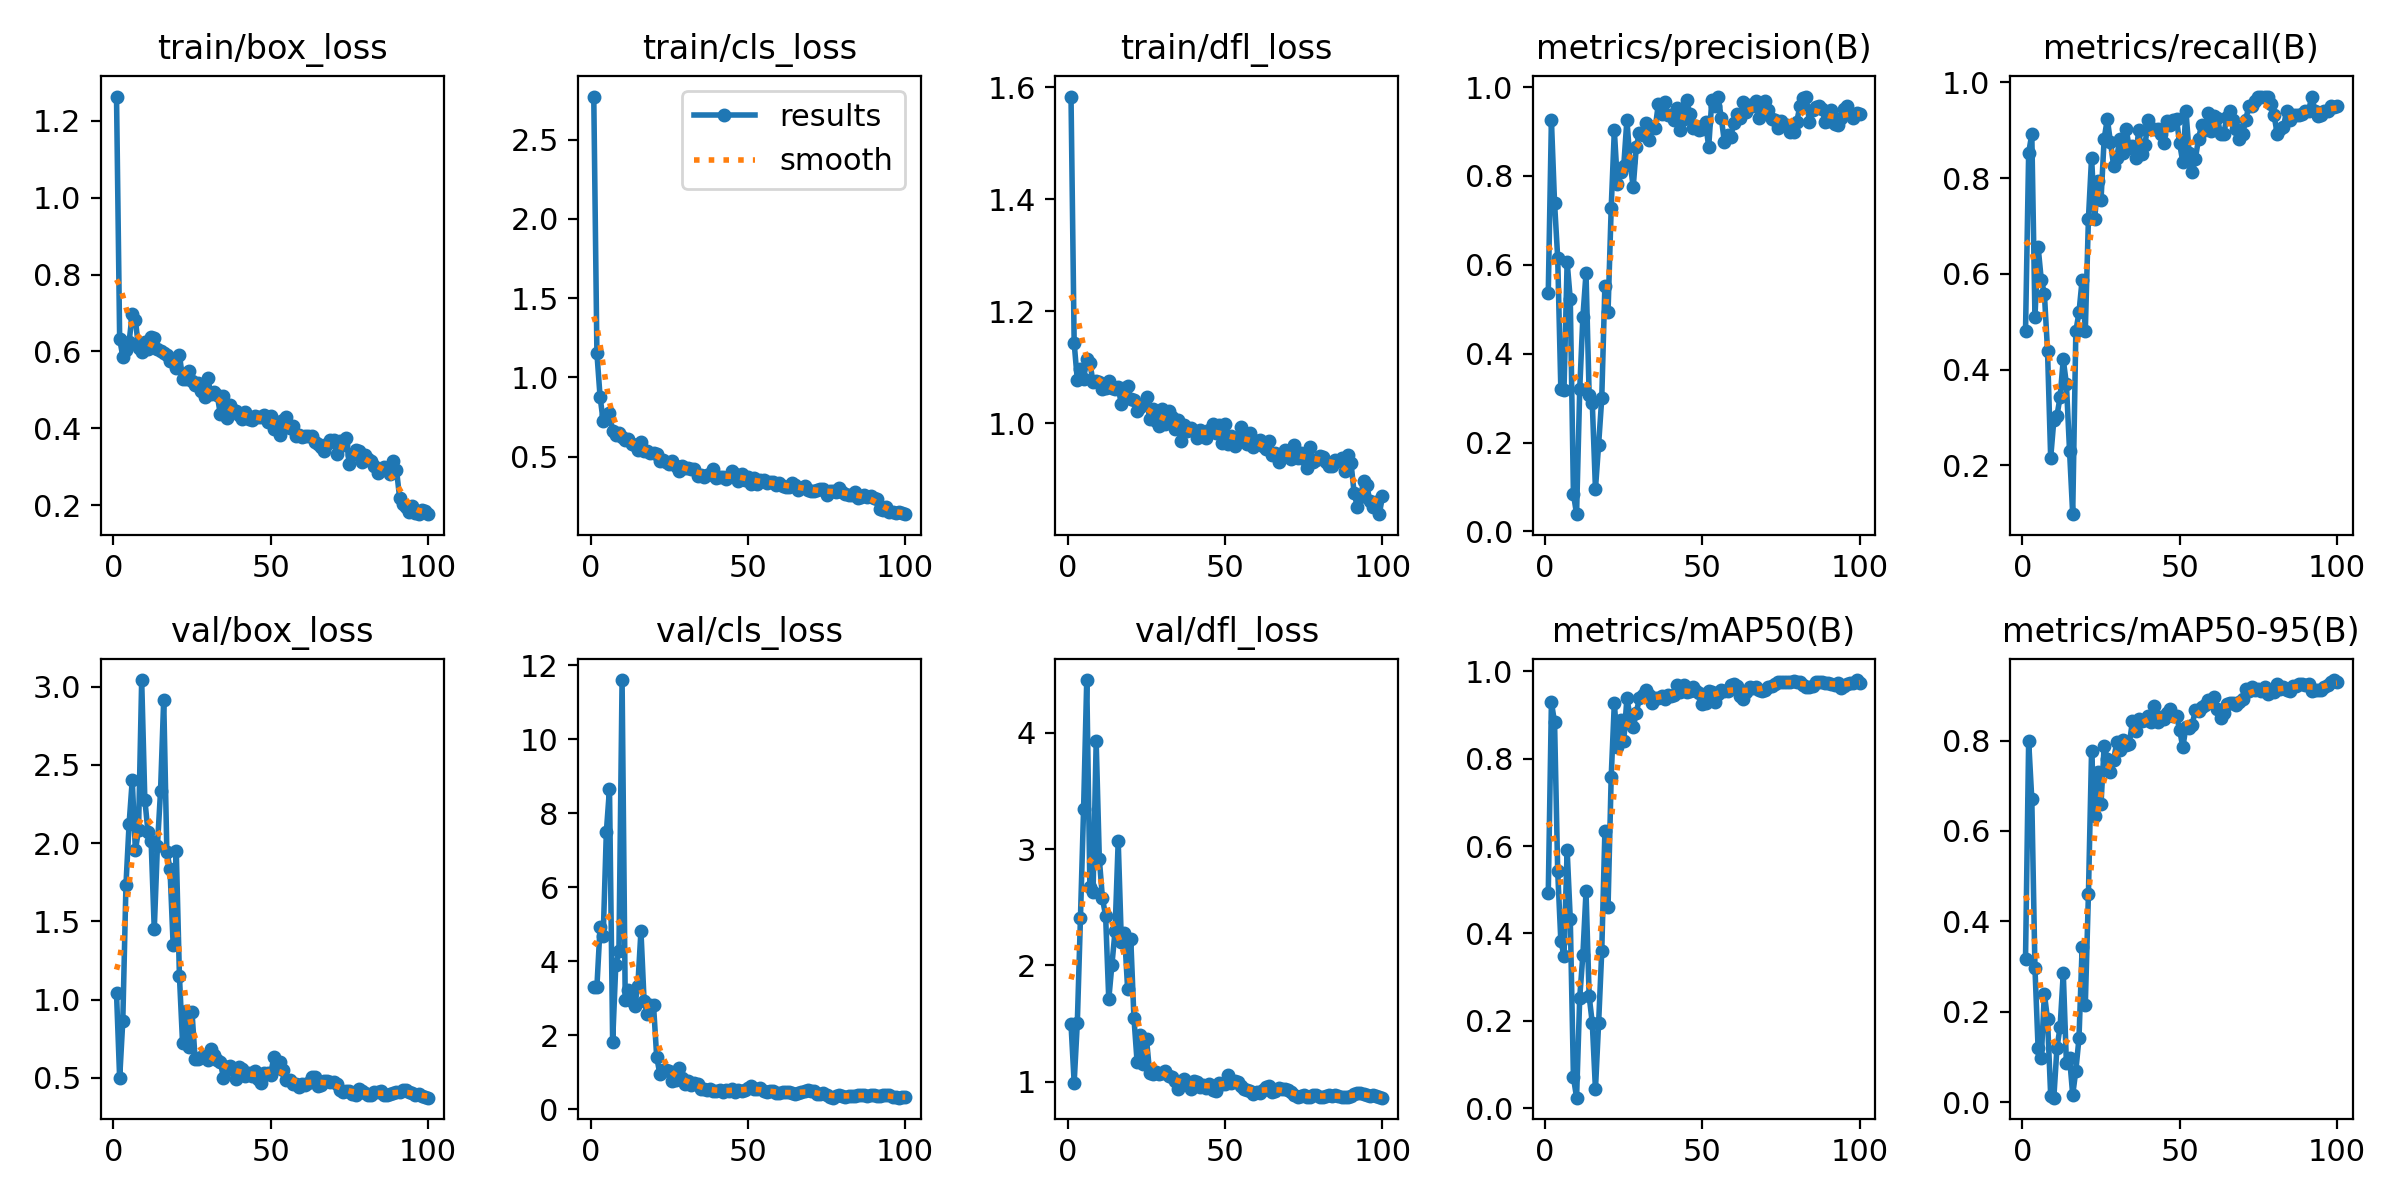 train/box_loss
1.2
1.0
0.8
0.6
0.4
0.2
0 50 100
train/cls_loss
results
smooth
2.5
2.0
1.5
1.0
0.5
0 50 100
train/dfl_loss
1.6
1.4
1.2
1.0
0 50 100
metrics/precision(B)
1.0
0.8
0.6
0.4
0.2
0.0
0 50 100
metrics/recall(B)
1.0
0.8
0.6
0.4
0.2
0 50 100
val/box_loss
3.0
2.5
2.0
1.5
1.0
0.5
0 50 100
val/cls_loss
12
10
8
6
4
2
0
0 50 100
val/dfl_loss
4
3
2
1
0 50 100
metrics/mAP50(B)
1.0
0.8
0.6
0.4
0.2
0.0
0 50 100
metrics/mAP50-95(B)
0.8
0.6
0.4
0.2
0.0
0 50 100